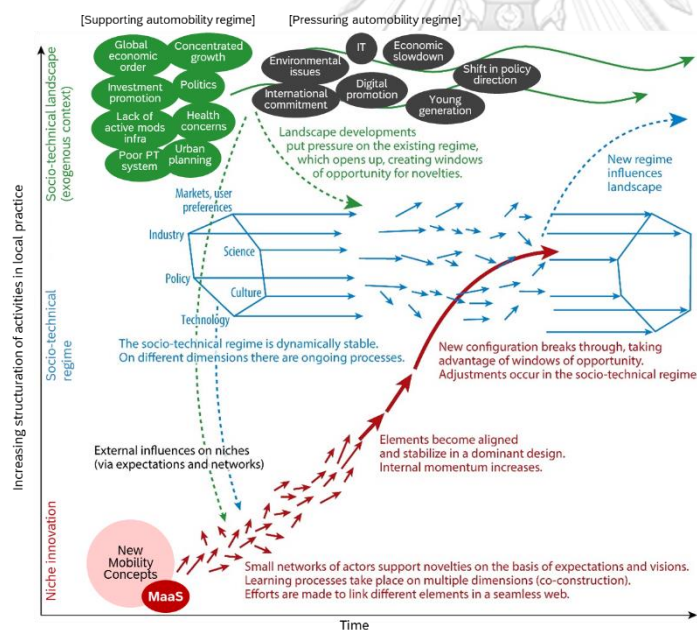 [Supporting automobility regime]
[Pressuring automobility regime]
Increasing structuration of activities in local practice
Socio-technical landscape
(exogenous context)
Global
economic
order
Concentrated
growth
Investment
promotion
Politics
Lack of
active mods
infra
Health
concerns
Poor PT
system
Urban
planning
Environmental
issues
IT
Economic
slowdown
International
commitment
Digital
promotion
Young
generation
Shift in policy
direction
Landscape developments
put pressure on the existing regime,
which opens up, creating windows
of opportunity for novelties.
New regime
influences
landscape
Socio-technical
regime
Markets, user
preferences
Industry
Science
Policy
Culture
Technology
The socio-technical regime is dynamically stable.
On different dimensions there are ongoing processes.
New configuration breaks through, taking
advantage of windows of opportunity.
Adjustments occur in the socio-technical regime
External influences on niches
(via expectations and networks)
Elements become aligned
and stabilize in a dominant design.
Internal momentum increases.
Niche innovation
New
Mobility
Concepts
MaaS
Small networks of actors support novelties on the basis of expectations and visions.
Learning processes take place on multiple dimensions (co-construction).
Efforts are made to link different elements in a seamless web.
Time